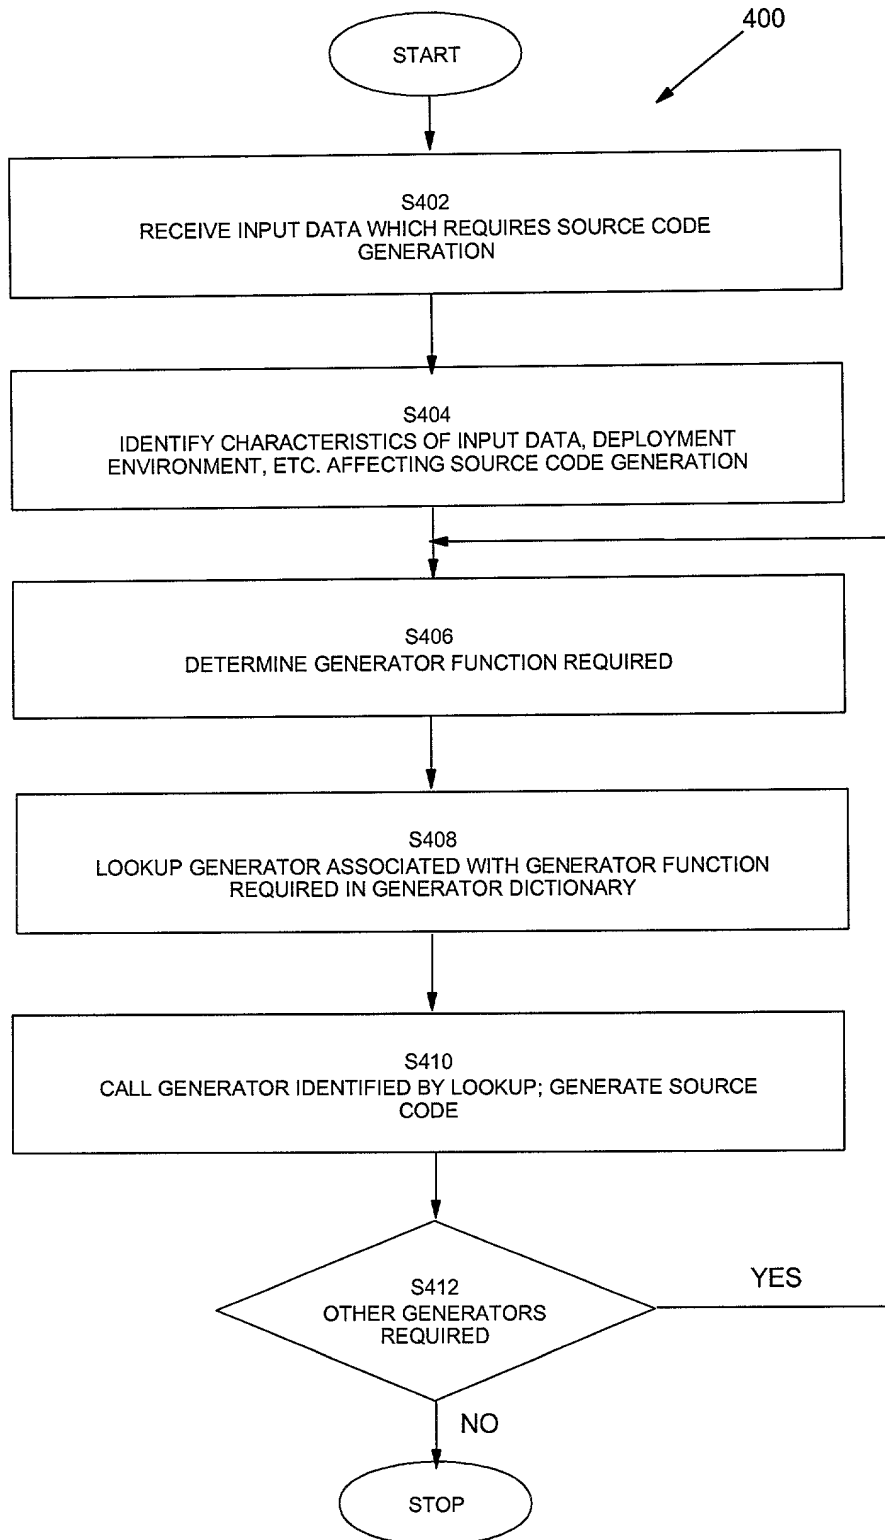 400
START
S402
RECEIVE INPUT DATA WHICH REQUIRES SOURCE CODE
GENERATION
S404
IDENTIFY CHARACTERISTICS OF INPUT DATA, DEPLOYMENT
ENVIRONMENT, ETC. AFFECTING SOURCE CODE GENERATION
S406
DETERMINE GENERATOR FUNCTION REQUIRED
S408
LOOKUP GENERATOR ASSOCIATED WITH GENERATOR FUNCTION
REQUIRED IN GENERATOR DICTIONARY
S410
CALL GENERATOR IDENTIFIED BY LOOKUP; GENERATE SOURCE
CODE
S412
OTHER GENERATORS
REQUIRED
YES
NO
STOP